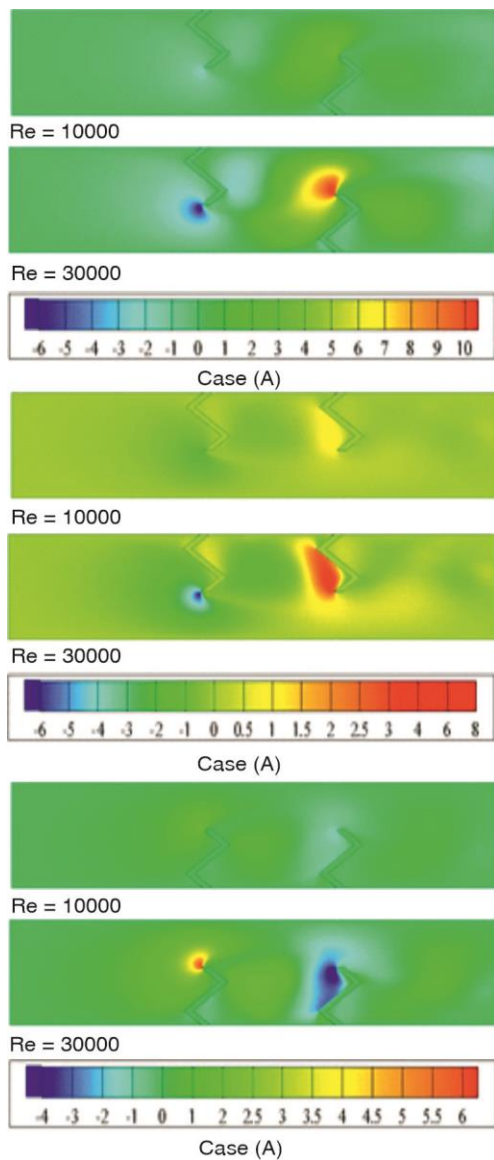 Re = 10000
Re = 30000
-6 -5 -4 -3 -2 -1 0 1 2 3 4 5 6 7 8 9 10
Case (A)
Re = 10000
Re = 30000
-6 -5 -4 -3 -2 -1 0 0.5 1 1.5 2 2.5 3 4 6 8
Case (A)
Re = 10000
Re = 30000
-4 -3 -2 -1 0 1 2 2.5 3 3.5 4 4.5 5 5.5 6
Case (A)